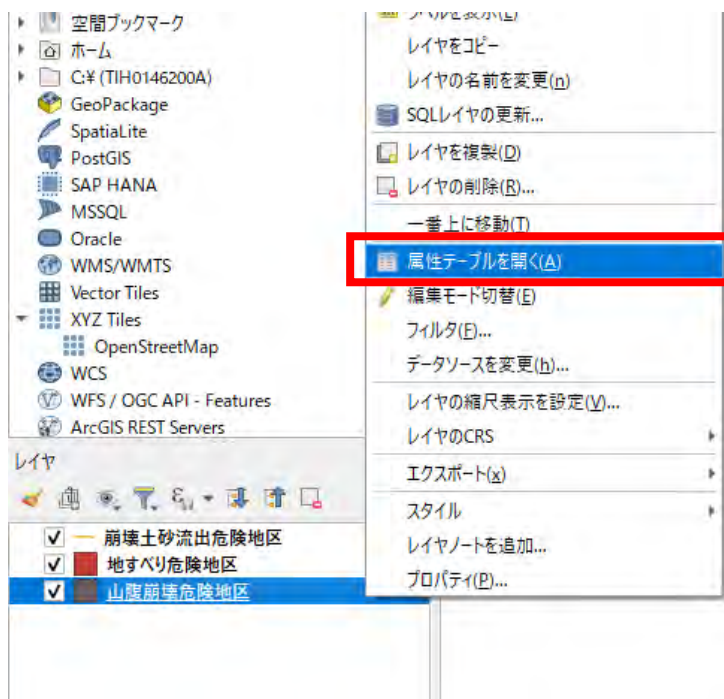 空間ブックマーク
ホーム
C:¥ (TIH0146200A)
GeoPackage
SpatiaLite
PostGIS
SAP HANA
MSSQL
Oracle
WMS/WMTS
Vector Tiles
XYZ Tiles
OpenStreetMap
WCS
WFS / OGC API - Features
ArcGIS REST Servers
レイヤ
崩壊土砂流出危険地区
地すべり危険地区
山腹崩壊危険地区
ラベルを表示(L)
レイヤをコピー
レイヤの名前を変更(n)
SQLレイヤの更新...
レイヤを複製(D)
レイヤの削除(R)...
一番上に移動(T)
属性テーブルを開く(A)
編集モード切替(E)
フィルタ(F)...
データソースを変更(h)...
レイヤの縮尺表示を設定(V)...
レイヤのCRS
エクスポート(x)
スタイル
レイヤノートを追加...
プロパティ(P)...